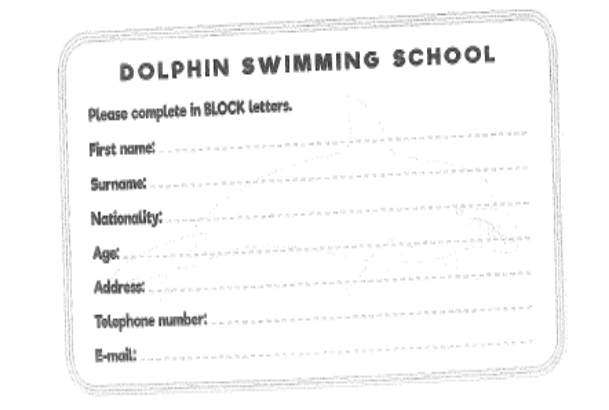 DOLPHIN SWIMMING SCHOOL
Please complete in BLOCK letters.
First name:
Surname:
Nationality:
Age:
Address:
Telephone number:
E-mail: